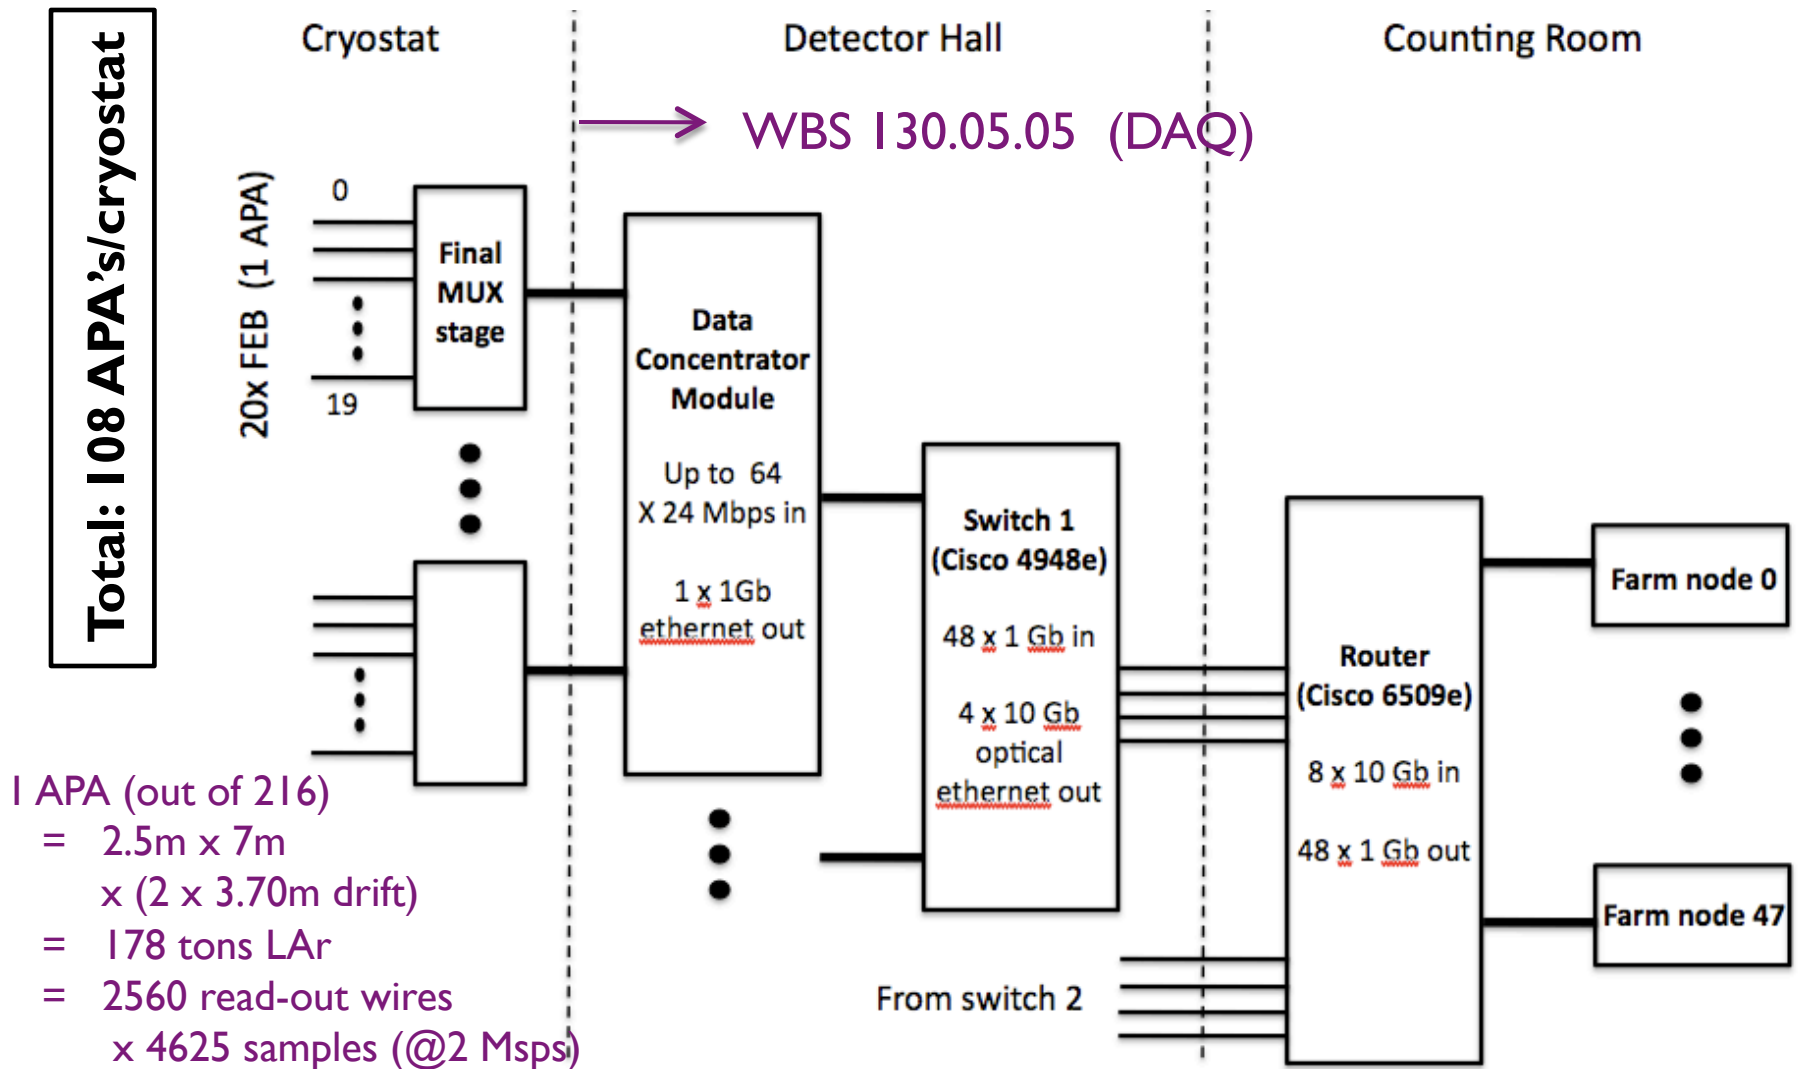 Total: 108 APA's/cryostat
Cryostat
Detector Hall
Counting Room
WBS 130.05.05 (DAQ)
20x FEB (1 APA)
0
19
Final
MUX
stage
Data
Concentrator
Module
Up to 64
X 24 Mbps in
1 x 1Gb
ethernet out
Switch 1
(Cisco 4948e)
48 x 1 Gb in
4 x 10 Gb
optical
ethernet out
From switch 2
Router
(Cisco 6509e)
8 x 10 Gb in
48 x 1 Gb out
Farm node 0
Farm node 47
1 APA (out of 216)
= 2.5m x 7m
x (2 x 3.70m drift)
= 178 tons LAr
= 2560 read-out wires
x 4625 samples (@2 Msps)